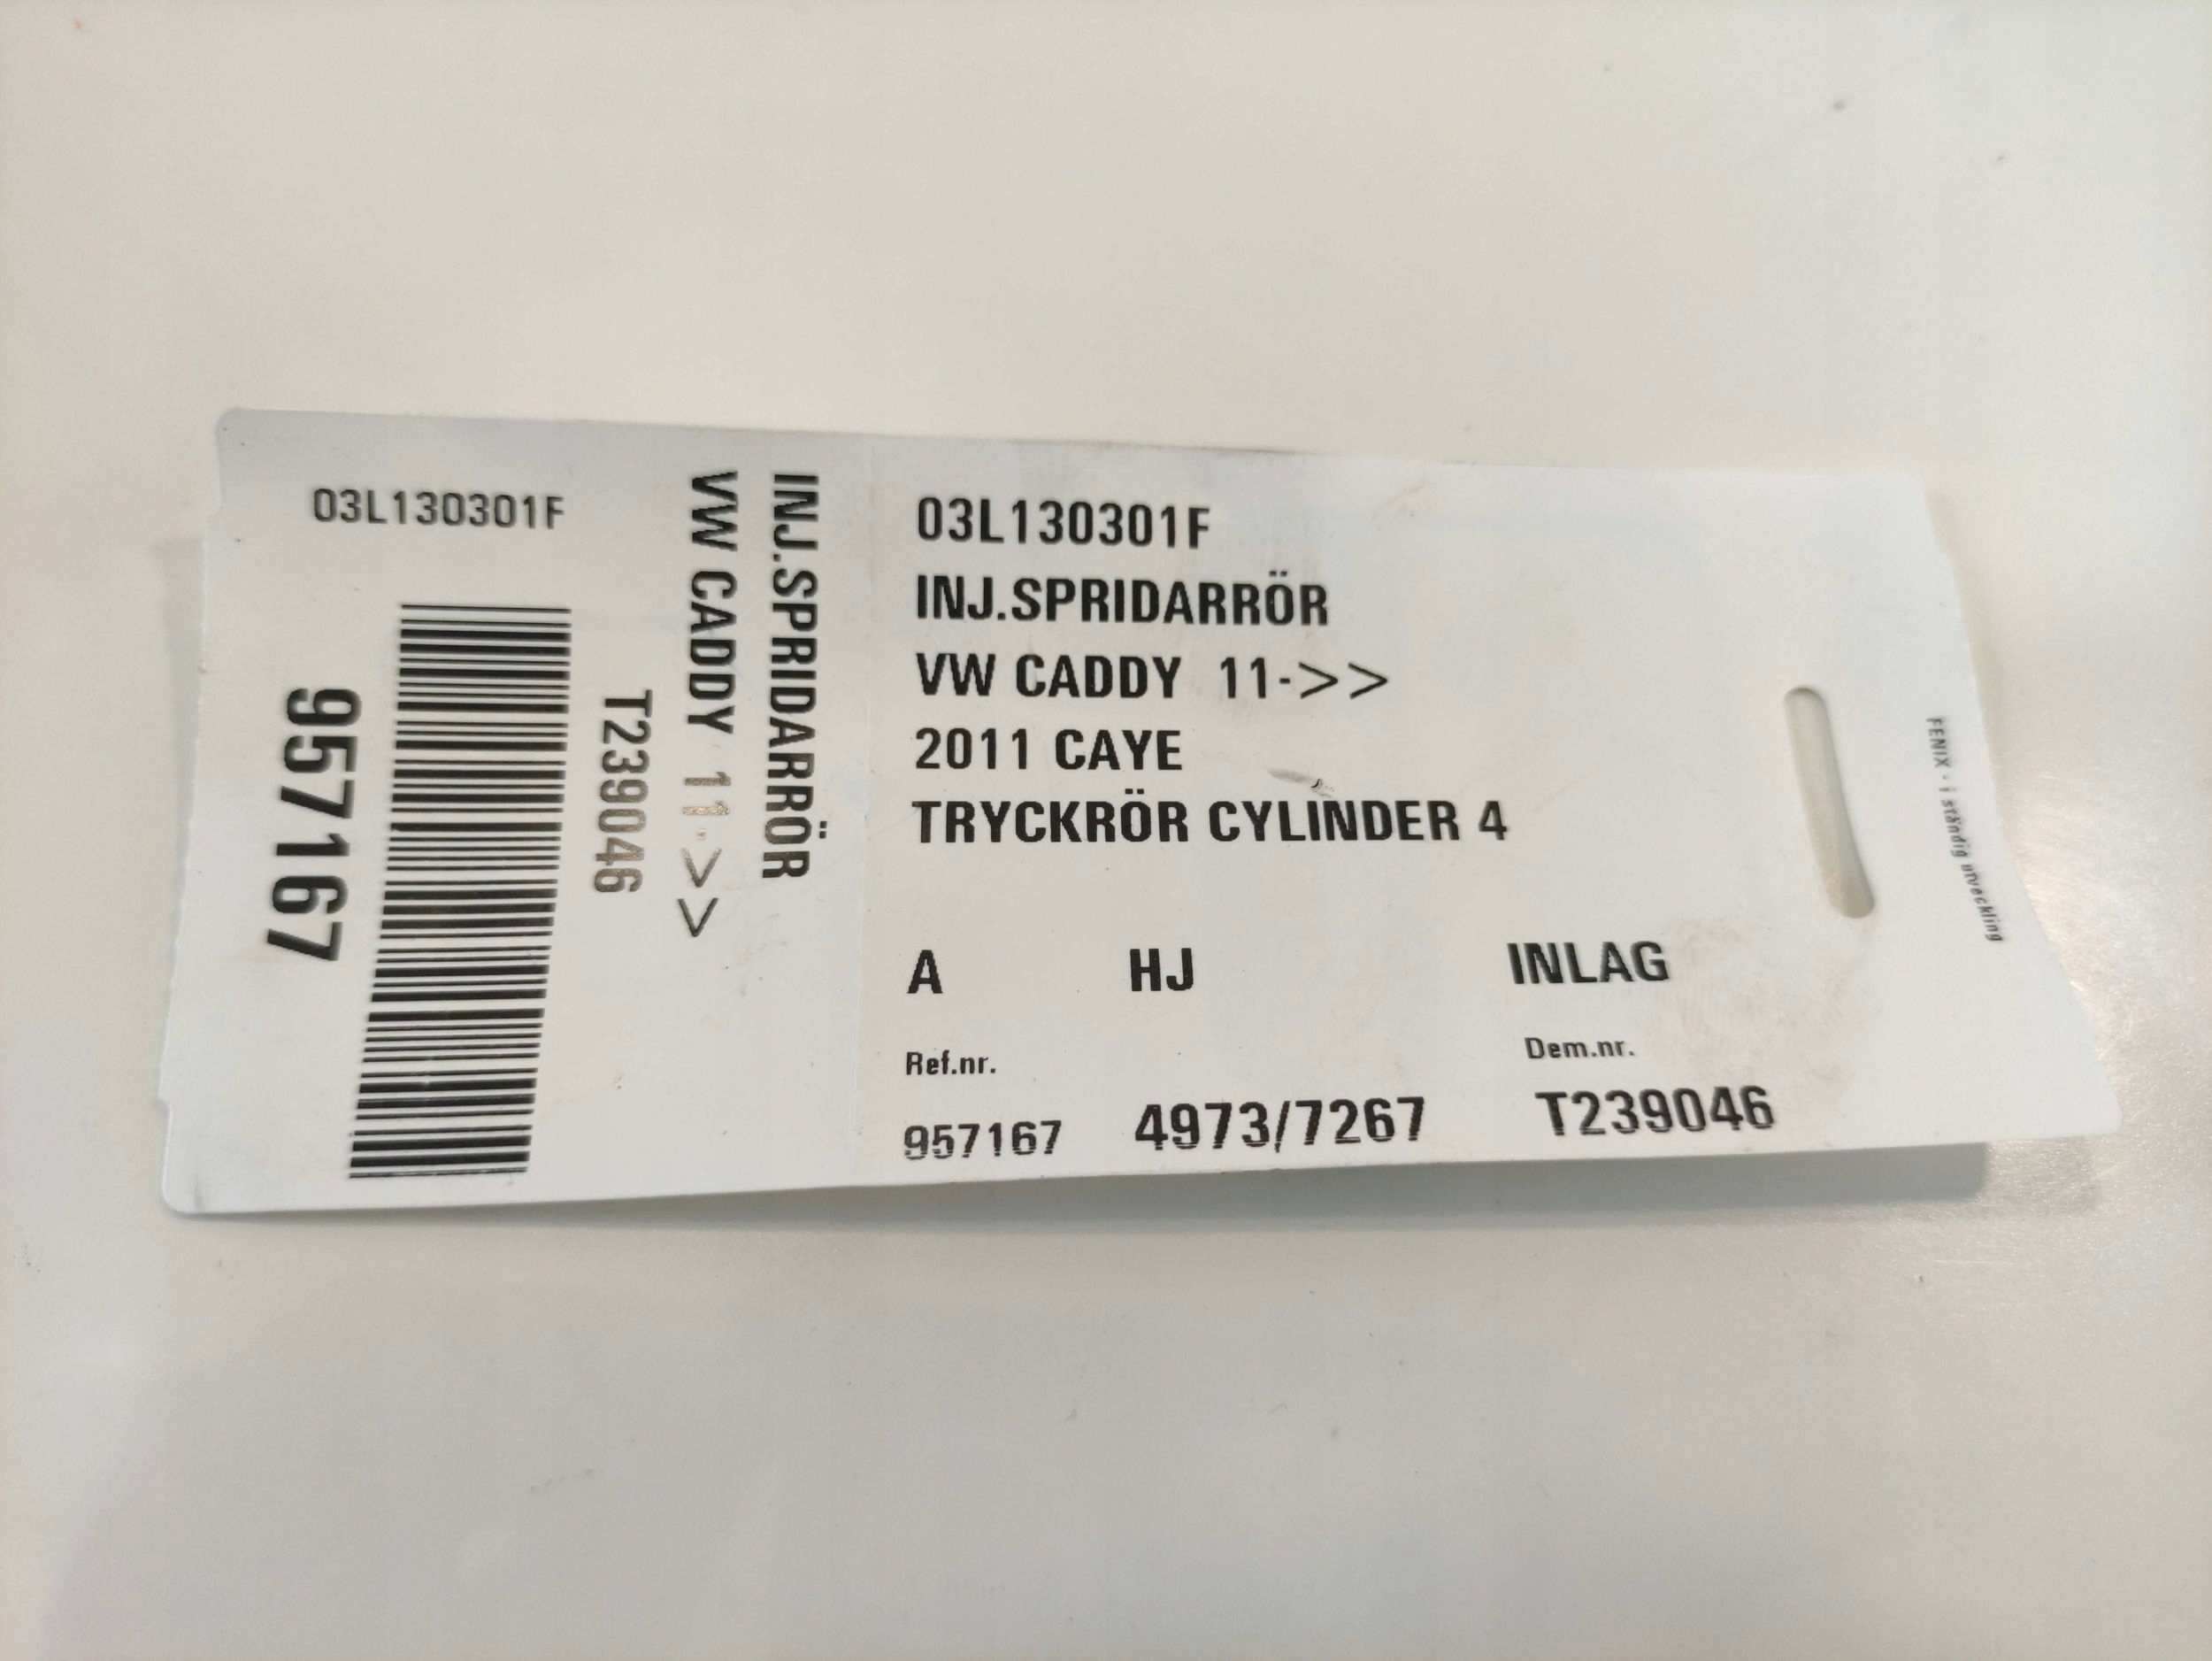 03L130301F
957167
T239046
VW CADDY 11->>
INJ.SPRIDARRÖR
03L130301F
INJ.SPRIDARRÖR
VW CADDY 11->>
2011 CAYE
TRYCKRÖR CYLINDER 4
A HJ INLAG
Ref.nr. Dem.nr.
957167 4973/7267 T239046
FENIX - i ständig utveckling